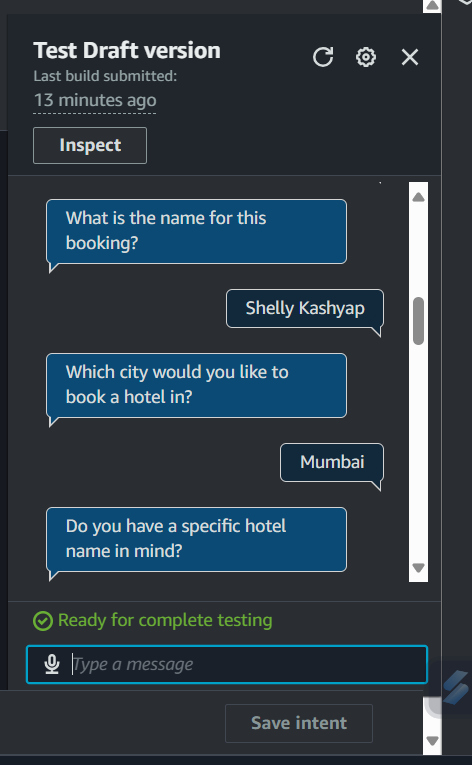 Test Draft version
Last build submitted:
13 minutes ago
Inspect
What is the name for this
booking?
Shelly Kashyap
Which city would you like to
book a hotel in?
Mumbai
Do you have a specific hotel
name in mind?
Ready for complete testing
Type a message
Save intent